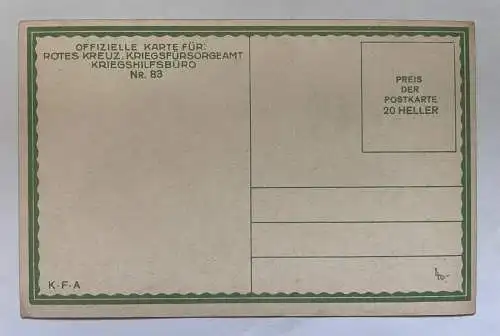 OFFIZIELLE KARTE FÜR:
ROTES KREUZ, KRIEGSFÜRSORGEAMT
KRIEGSHILFSBÜRO
NR. 83
PREIS
DER
POSTKARTE
20 HELLER
K-F-A